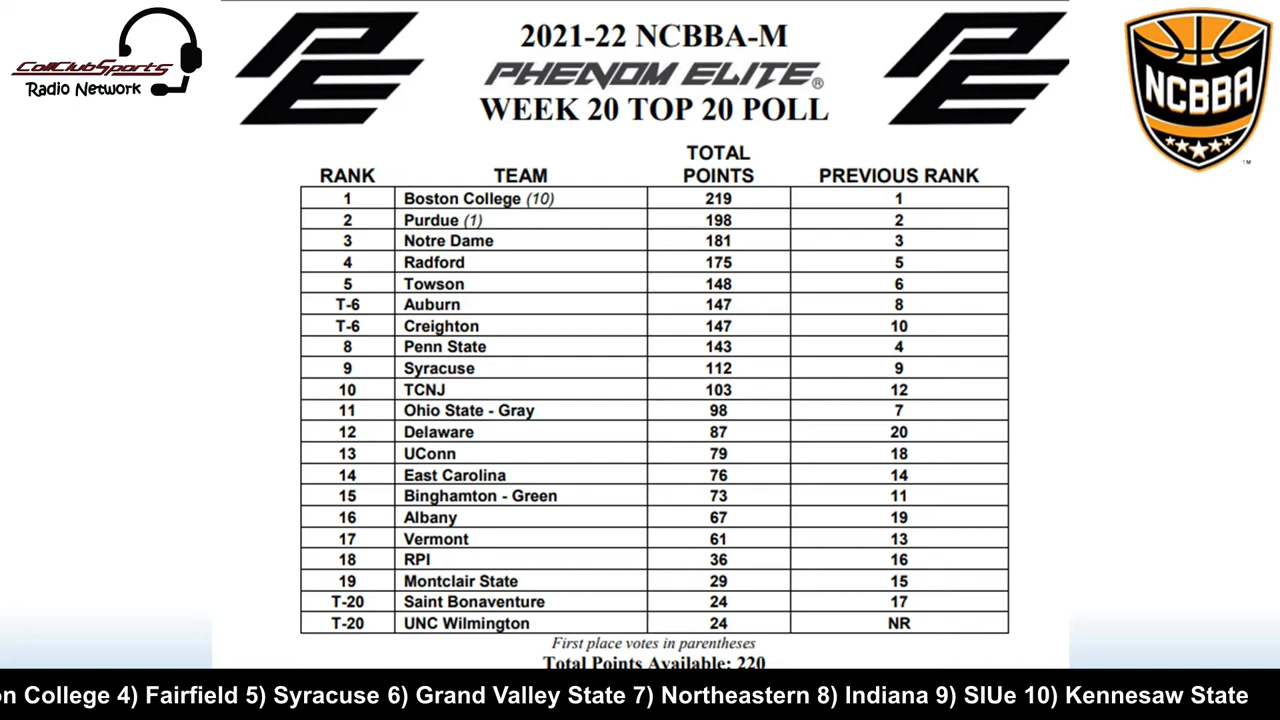 CollClubSports
Radio Network
2021-22 NCBBA-M
PHENOM ELITE®
WEEK 20 TOP 20 POLL
NCBBA
TM
RANK TEAM TOTAL POINTS PREVIOUS RANK
1 Boston College (10) 219 1
2 Purdue (1) 198 2
3 Notre Dame 181 3
4 Radford 175 5
5 Towson 148 6
T-6 Auburn 147 8
T-6 Creighton 147 10
8 Penn State 143 4
9 Syracuse 112 9
10 TCNJ 103 12
11 Ohio State - Gray 98 7
12 Delaware 87 20
13 UConn 79 18
14 East Carolina 76 14
15 Binghamton - Green 73 11
16 Albany 67 19
17 Vermont 61 13
18 RPI 36 16
19 Montclair State 29 15
T-20 Saint Bonaventure 24 17
T-20 UNC Wilmington 24 NR
First place votes in parentheses
Total Points Available: 220
on College 4) Fairfield 5) Syracuse 6) Grand Valley State 7) Northeastern 8) Indiana 9) SIUe 10) Kennesaw State